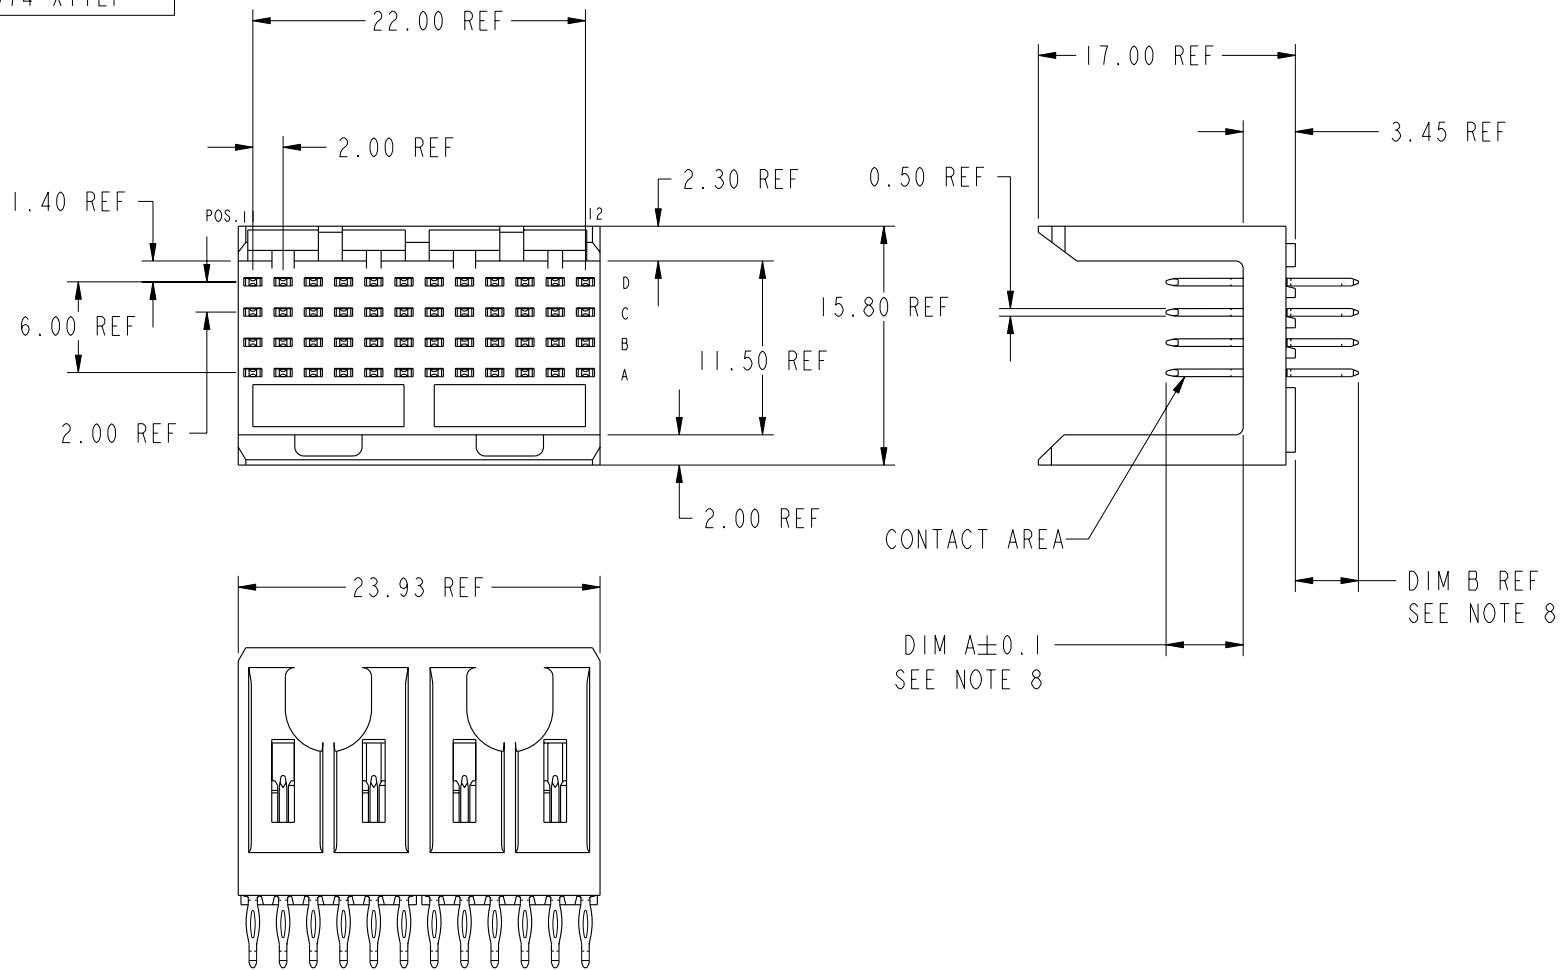 22.00 REF
17.00 REF
2.00 REF
3.45 REF
2.30 REF
0.50 REF
1.40 REF
POS.11
12
D
C
B
A
6.00 REF
15.80 REF
11.50 REF
2.00 REF
2.00 REF
CONTACT AREA
23.93 REF
DIM B REF
SEE NOTE 8
DIM A±0.1
SEE NOTE 8